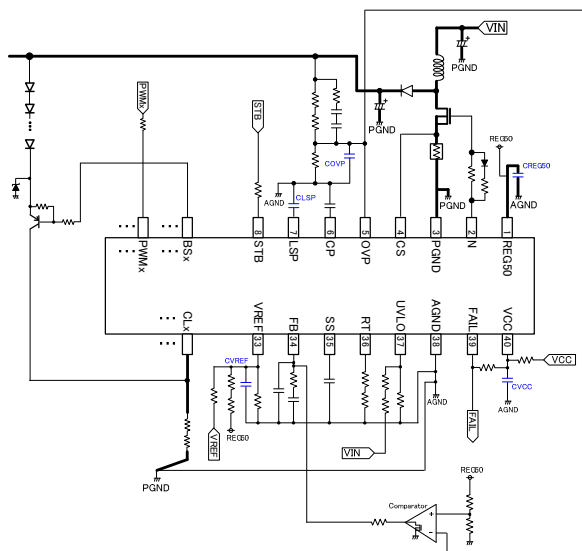 VIN
PGND
PWMx
STB
PGND
REG50
COVP
CREG50
AGND
CLSP
PGND
AGND
8
7
6
5
4
3
2
1
PWMx
BSx
STB
LSP
CP
OVP
CS
PGND
N
REG50
CLx
VREF
FB
SS
RT
UVLO
AGND
FAIL
VCC
33
34
35
36
37
38
39
40
CVREF
VCC
CVCC
VREF
REG50
VIN
AGND
FAIL
AGND
PGND
REG50
Comparator
+
-